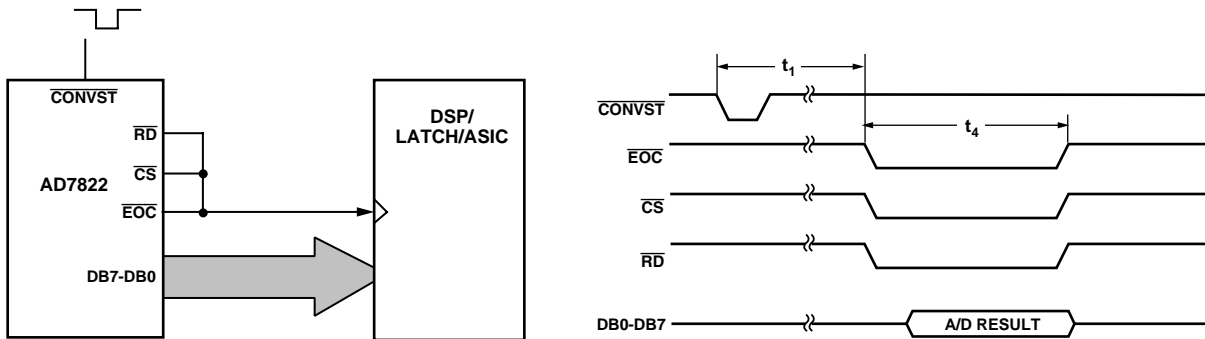 CONVST
RD
CS
EOC
AD7822
DB7-DB0
DSP/
LATCH/ASIC
t1
CONVST
t4
EOC
CS
RD
DB0-DB7
A/D RESULT